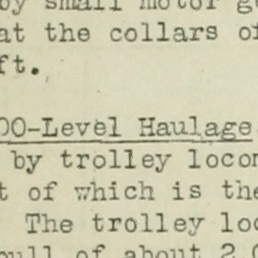 by small motor
at the collars of
ft.
00-Level Haulage
by trolley locom
t of which is the
The trolley loc
pull of about 2